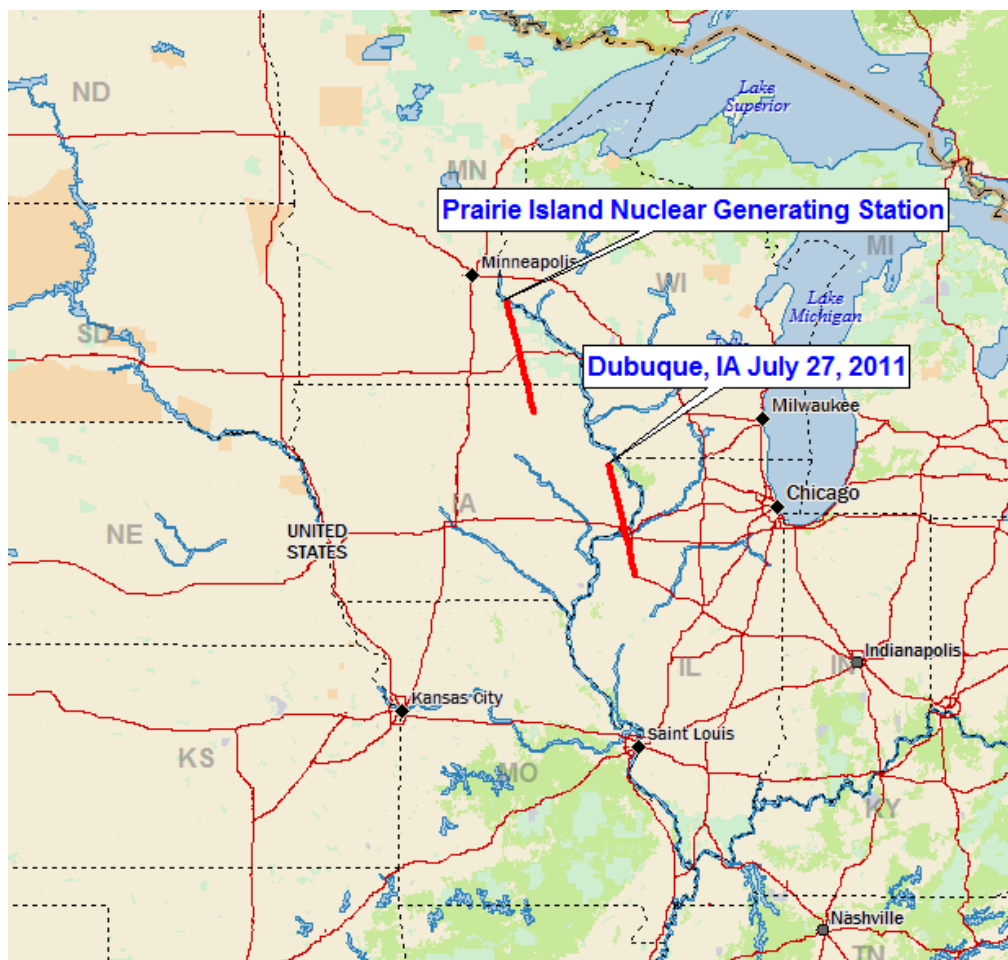 ND
Lake
Superior
MN
Prairie Island Nuclear Generating Station
MI
Minneapolis
WI
Lake
Michigan
SD
Dubuque, IA July 27, 2011
Milwaukee
Chicago
IA
NE
UNITED
STATES
Indianapolis
IL
IN
Kansas City
Saint Louis
KS
MO
KY
Nashville
TN